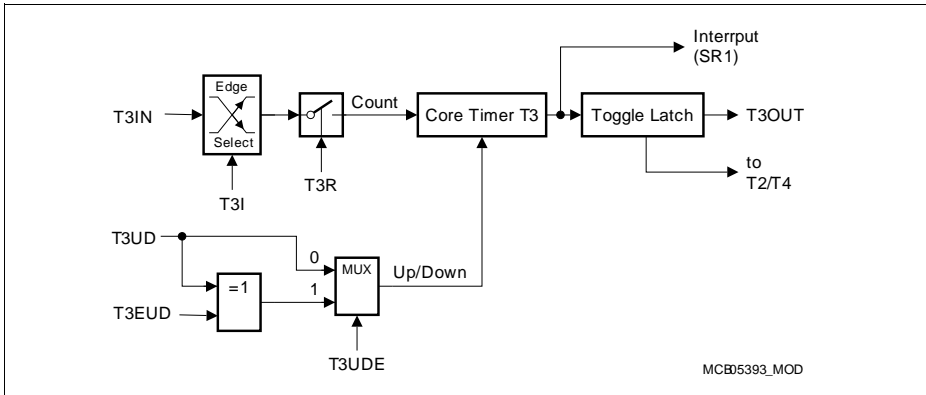 Interrput
(SR1)
Edge
Select
T3IN
Count
Core Timer T3
Toggle Latch
T3OUT
T3R
T3I
to
T2/T4
T3UD
0
MUX
Up/Down
=1
1
T3EUD
T3UDE
MCB05393_MOD